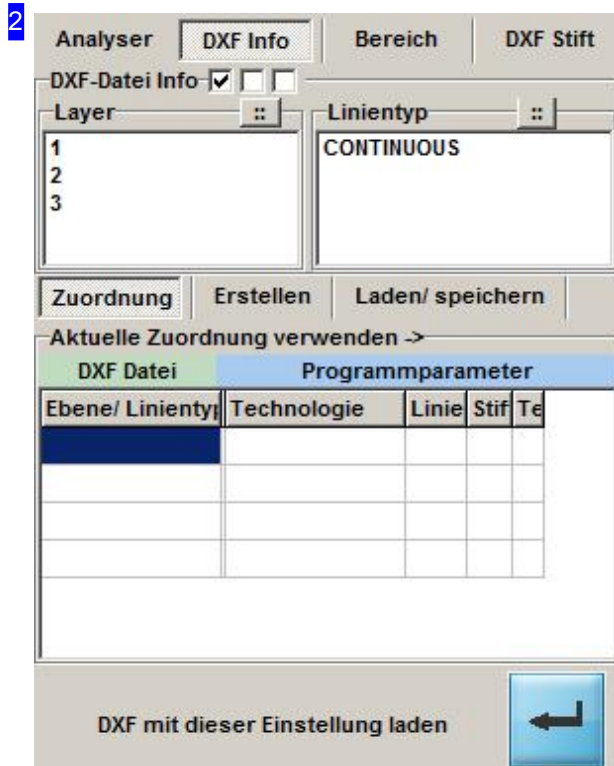 2
Analyser DXF Info Bereich DXF Stift
DXF-Datei Info
Layer :: Linientyp ::
1 CONTINUOUS
2
3
Zuordnung Erstellen Laden/ speichern
Aktuelle Zuordnung verwenden ->
DXF Datei Programmparameter
Ebene/ Linientyp Technologie Linie Stif Te
DXF mit dieser Einstellung laden